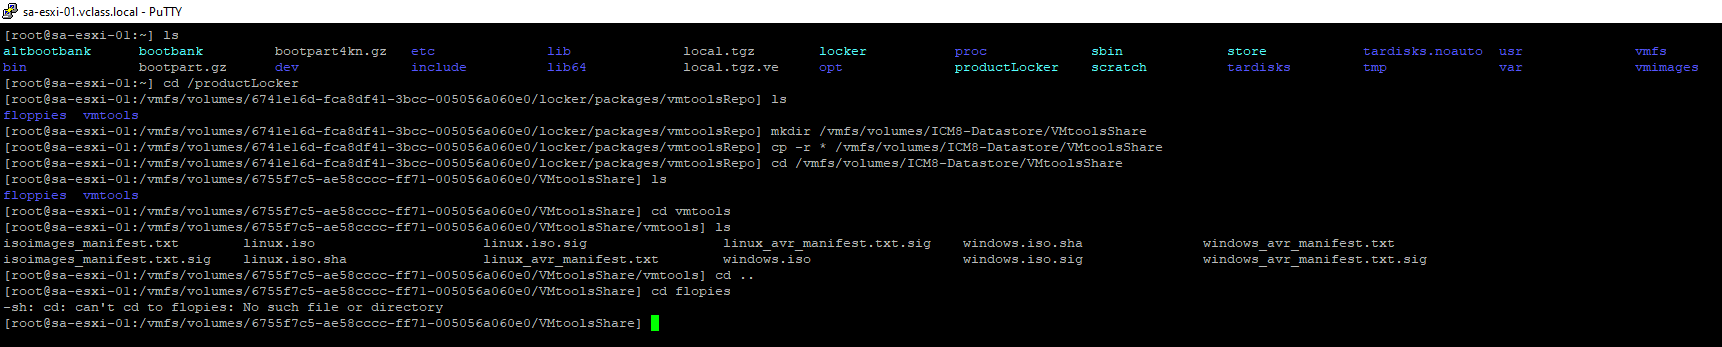 sa-esxi-01.vclass.local - PuTTY
[root@sa-esxi-01:~] ls
altbootbank bootbank bootpart4kn.gz etc lib local.tgz locker proc sbin store tardisks.noauto usr vmfs
bin bootpart.gz dev include lib64 local.tgz.ve opt productLocker scratch tardisks tmp var vmimages
[root@sa-esxi-01:~] cd /productLocker
[root@sa-esxi-01:/vmfs/volumes/6741e16d-fca8df41-3bcc-005056a060e0/locker/packages/vmtoolsRepo] ls
floppies vmtools
[root@sa-esxi-01:/vmfs/volumes/6741e16d-fca8df41-3bcc-005056a060e0/locker/packages/vmtoolsRepo] mkdir /vmfs/volumes/ICM8-Datastore/VMtoolsShare
[root@sa-esxi-01:/vmfs/volumes/6741e16d-fca8df41-3bcc-005056a060e0/locker/packages/vmtoolsRepo] cp -r * /vmfs/volumes/ICM8-Datastore/VMtoolsShare
[root@sa-esxi-01:/vmfs/volumes/6741e16d-fca8df41-3bcc-005056a060e0/locker/packages/vmtoolsRepo] cd /vmfs/volumes/ICM8-Datastore/VMtoolsShare
[root@sa-esxi-01:/vmfs/volumes/6755f7c5-ae58cccc-ff71-005056a060e0/VMtoolsShare] ls
floppies vmtools
[root@sa-esxi-01:/vmfs/volumes/6755f7c5-ae58cccc-ff71-005056a060e0/VMtoolsShare] cd vmtools
[root@sa-esxi-01:/vmfs/volumes/6755f7c5-ae58cccc-ff71-005056a060e0/VMtoolsShare/vmtools] ls
isoimages_manifest.txt linux.iso linux.iso.sig linux_avr_manifest.txt.sig windows.iso.sha windows_avr_manifest.txt
isoimages_manifest.txt.sig linux.iso.sha linux_avr_manifest.txt windows.iso windows.iso.sig windows_avr_manifest.txt.sig
[root@sa-esxi-01:/vmfs/volumes/6755f7c5-ae58cccc-ff71-005056a060e0/VMtoolsShare/vmtools] cd ..
[root@sa-esxi-01:/vmfs/volumes/6755f7c5-ae58cccc-ff71-005056a060e0/VMtoolsShare] cd flopies
-sh: cd: can't cd to flopies: No such file or directory
[root@sa-esxi-01:/vmfs/volumes/6755f7c5-ae58cccc-ff71-005056a060e0/VMtoolsShare]